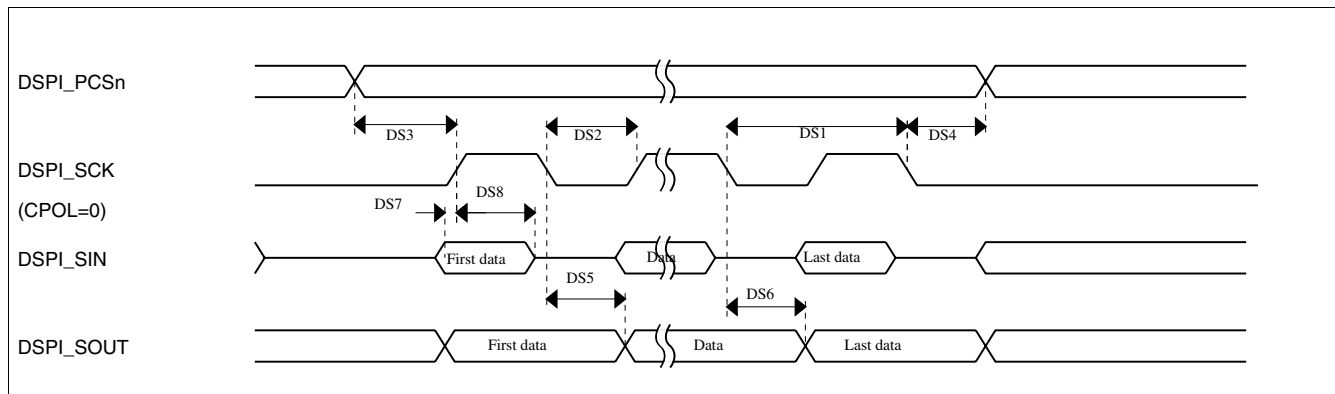 DSPI_PCSn
DS3
DS2
DS1
DS4
DSPI_SCK
(CPOL=0)
DS7
DS8
DSPI_SIN
First data
Data
Last data
DS5
DS6
DSPI_SOUT
First data
Data
Last data